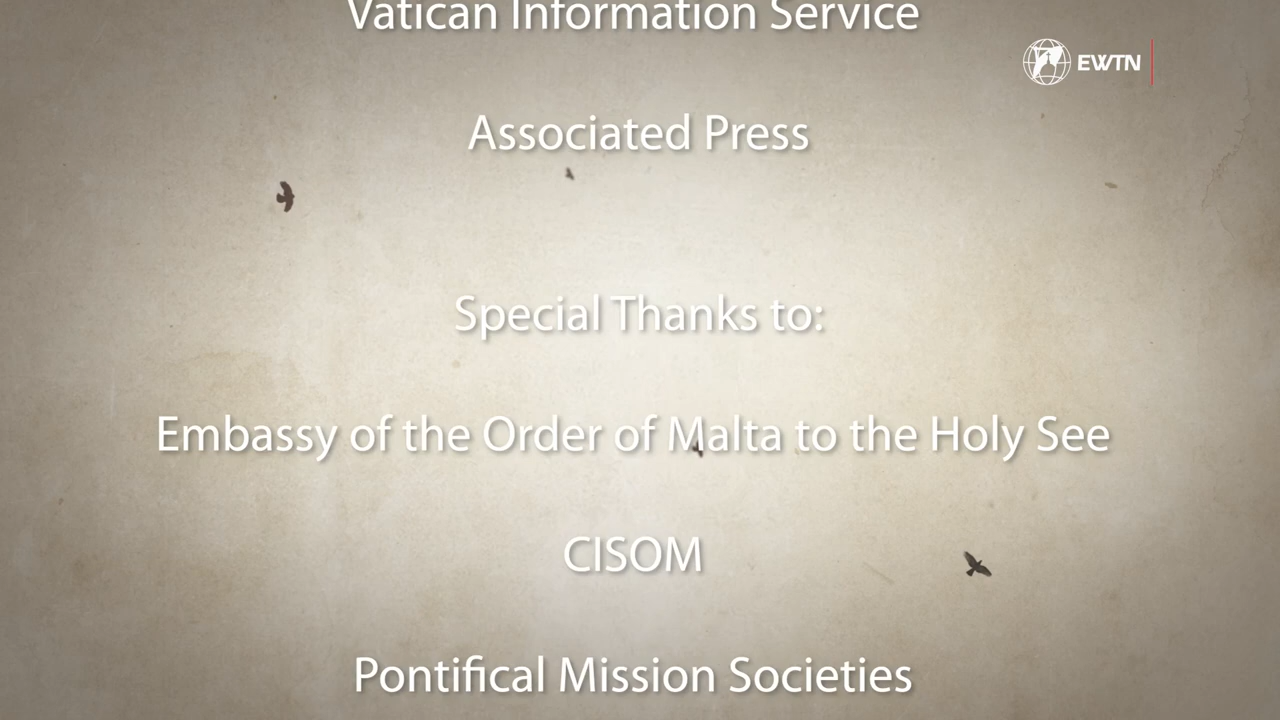 Vatican Information Service
EWTN
Associated Press
Special Thanks to:
Embassy of the Order of Malta to the Holy See
CISOM
Pontifical Mission Societies